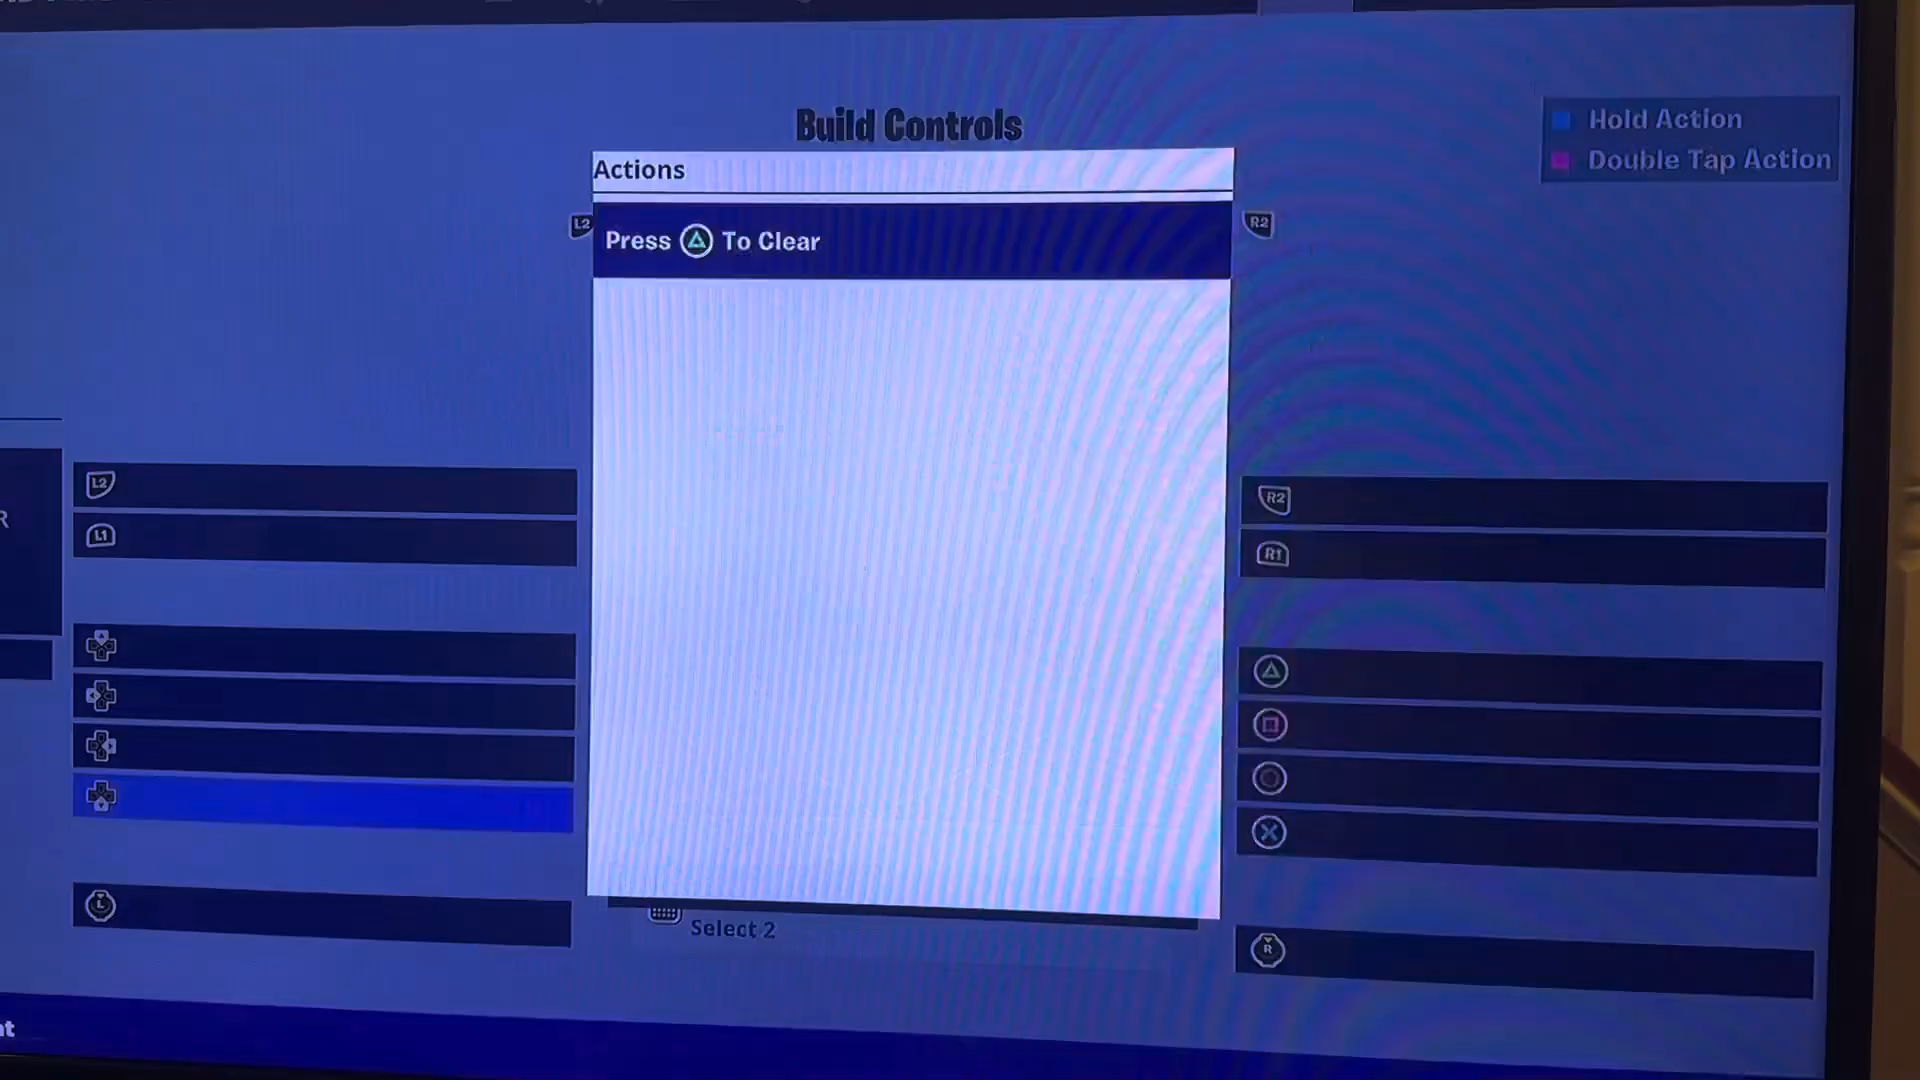 Build Controls
Hold Action
Double Tap Action
Actions
L2
Press To Clear
R2
L2
R2
L1
R1
R
L
R
Select 2